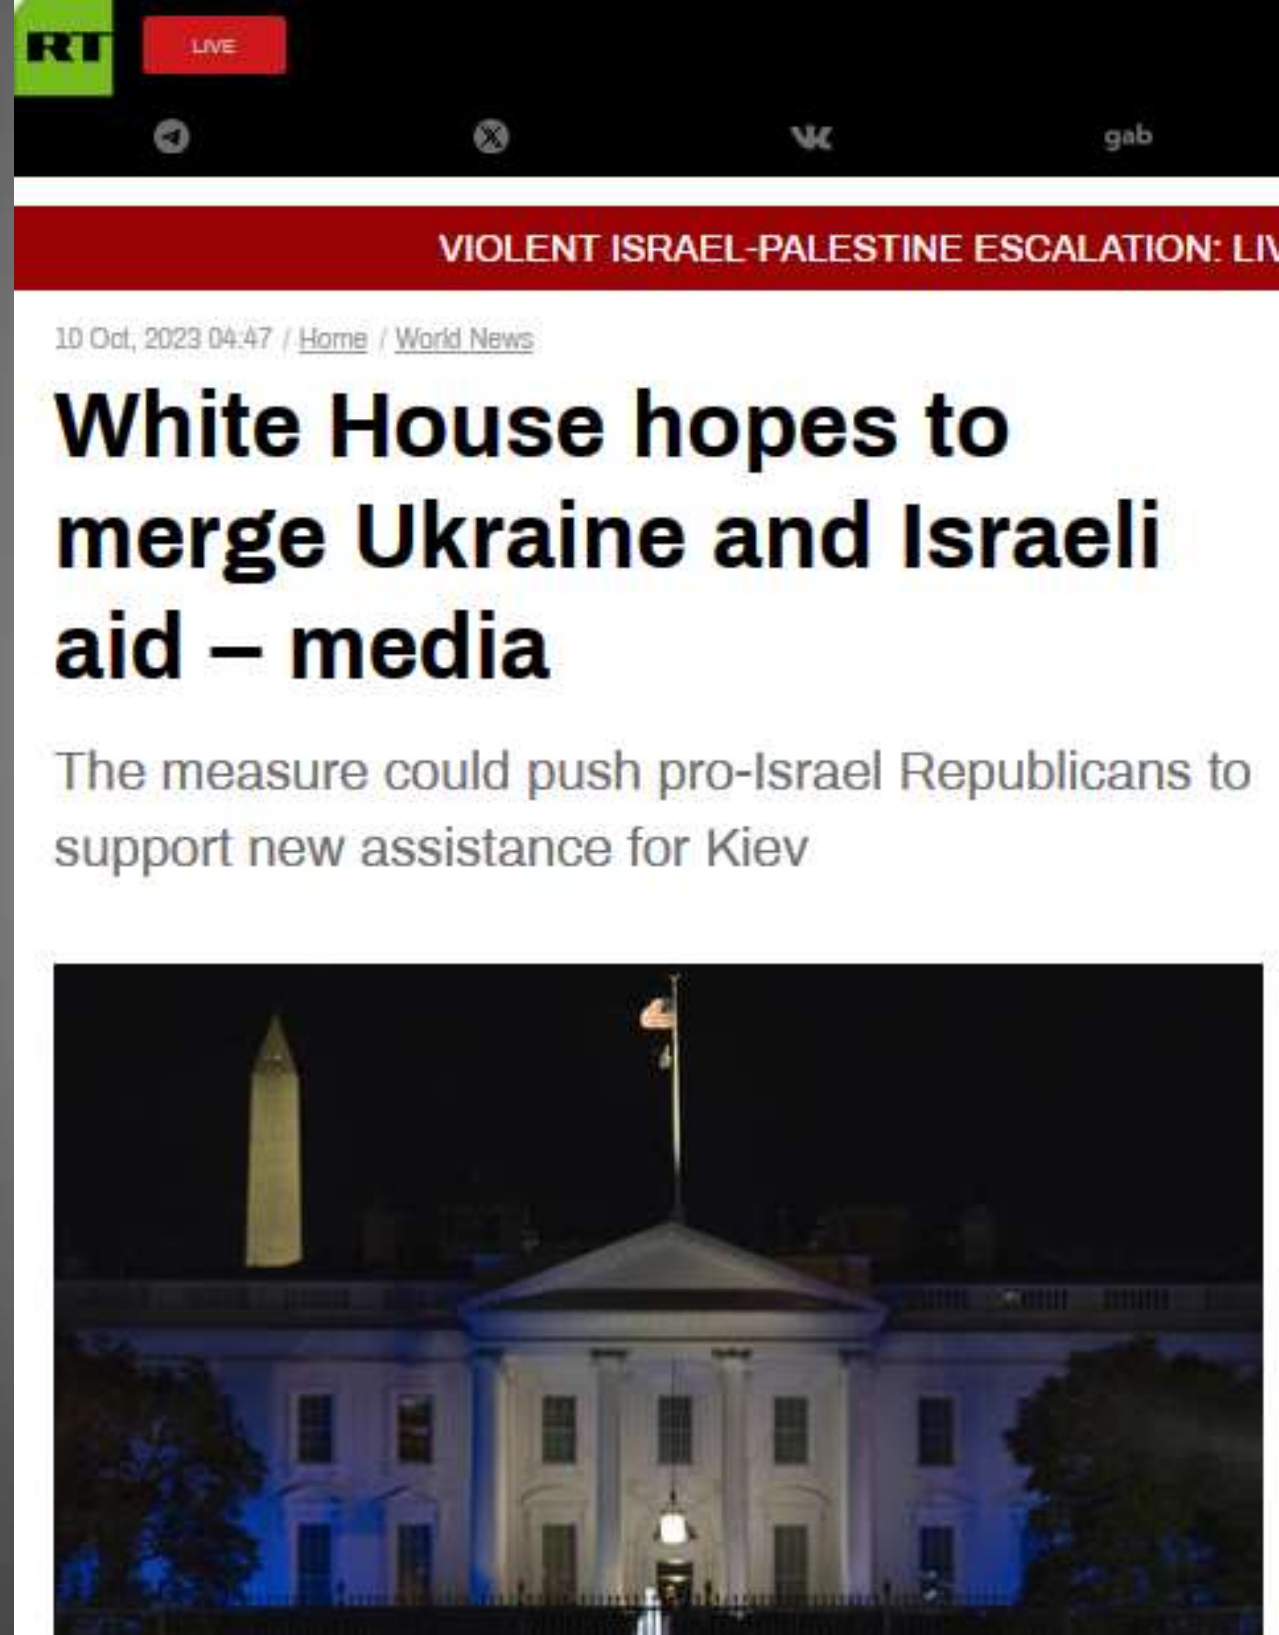 RT
LIVE
gab
VIOLENT ISRAEL-PALESTINE ESCALATION: LIV
10 Oct, 2023 04:47 / Home / World News
White House hopes to
merge Ukraine and Israeli
aid – media
The measure could push pro-Israel Republicans to
support new assistance for Kiev